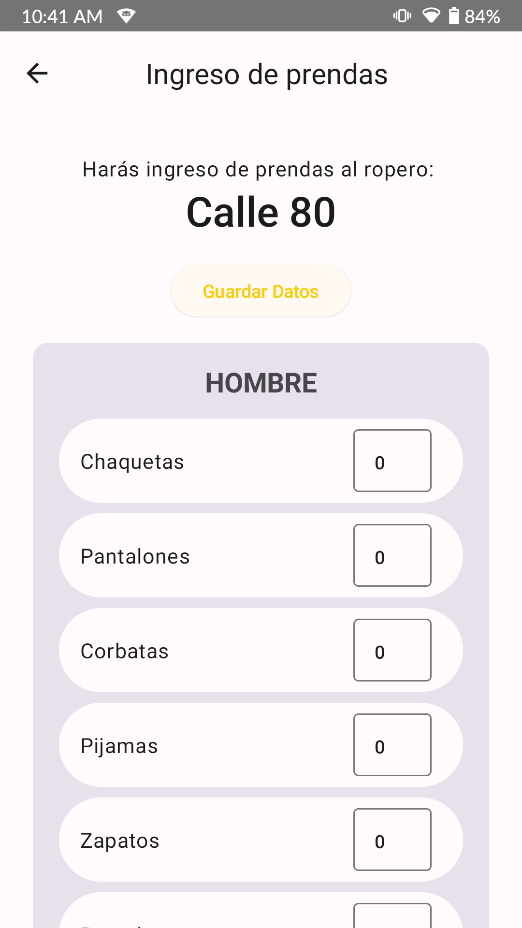 10:41 AM
84%
Ingreso de prendas
Harás ingreso de prendas al ropero:
Calle 80
Guardar Datos
HOMBRE
Chaquetas 0
Pantalones 0
Corbatas 0
Pijamas 0
Zapatos 0